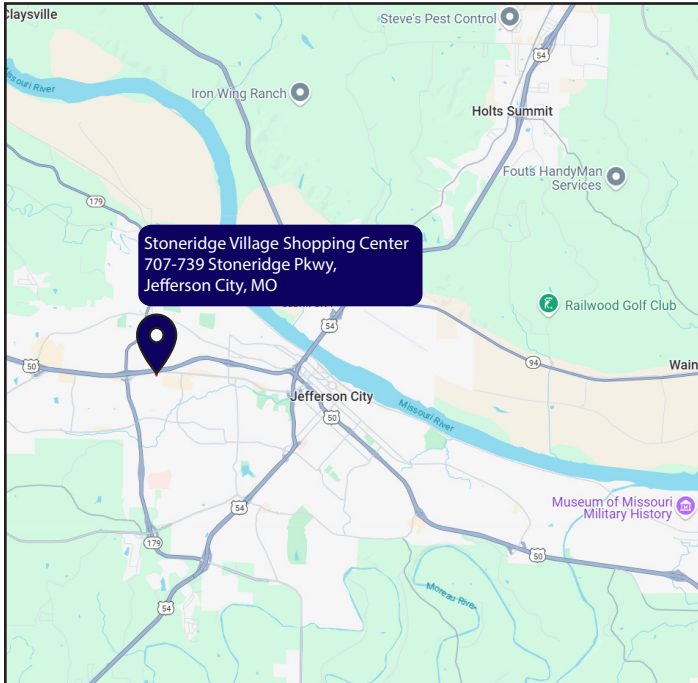 Claysville
Steve's Pest Control
54
Missouri River
Iron Wing Ranch
Holts Summit
Fouts HandyMan
Services
179
Stoneridge Village Shopping Center
707-739 Stoneridge Pkwy,
Jefferson City, MO
Railwood Golf Club
54
50
94
Wain
Jefferson City
Missouri River
50
Museum of Missouri
Military History
54
179
50
Moreau River
54